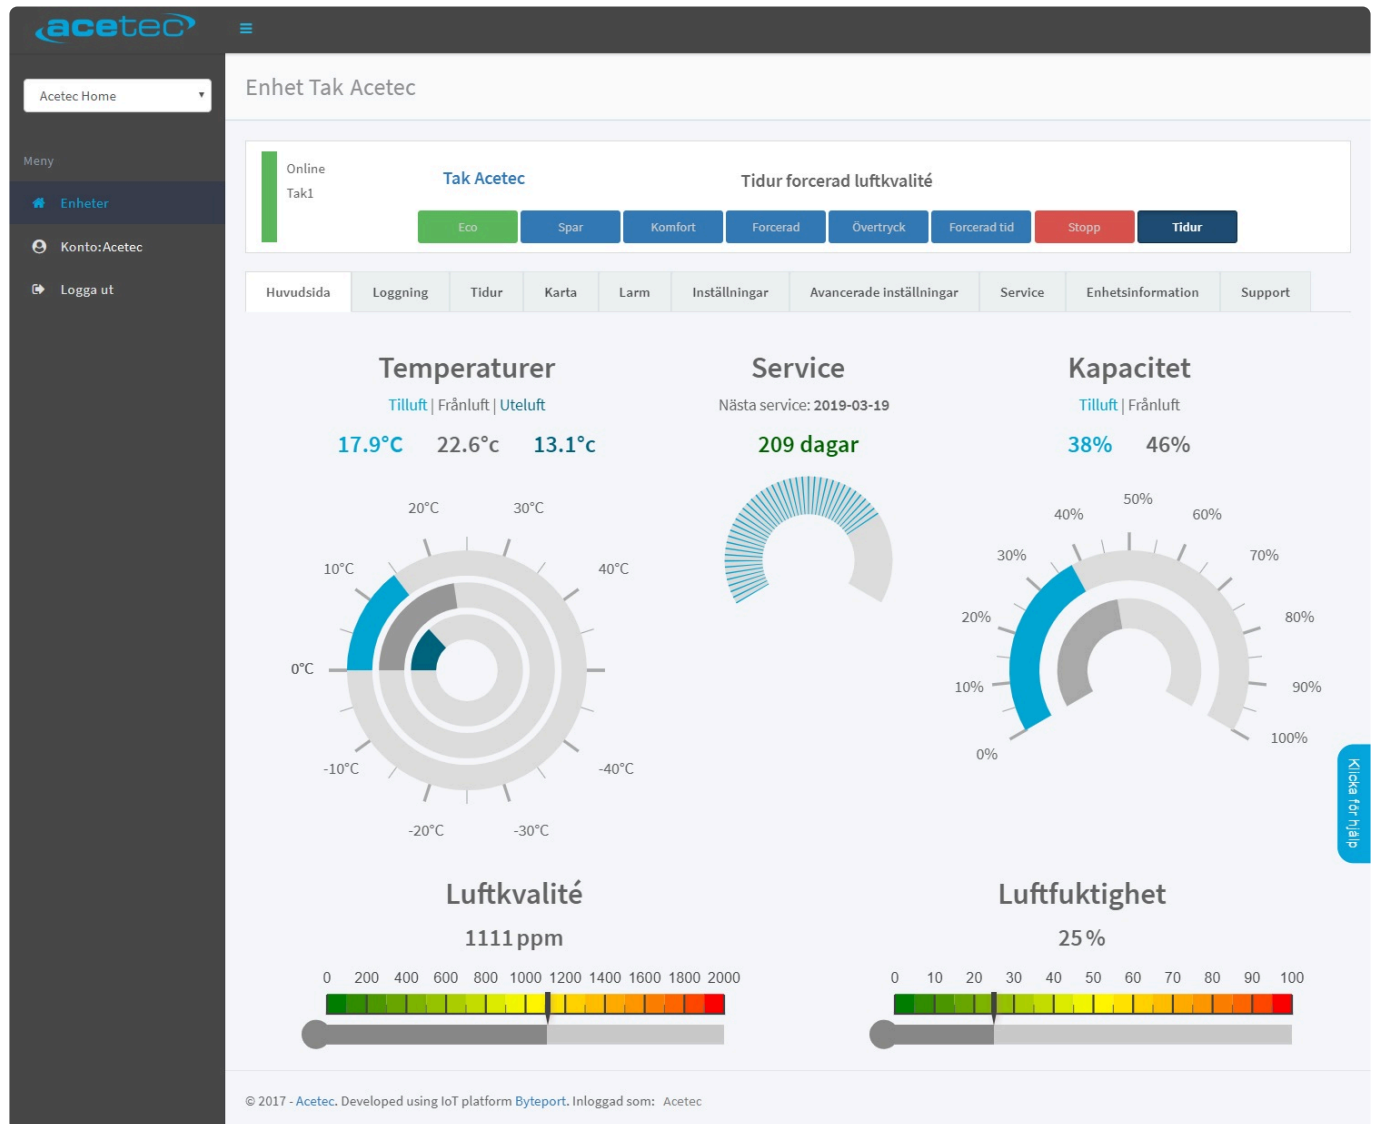 acetec
Enhet Tak Acetec
Acetec Home
Meny
Enheter
Konto:Acetec
Logga ut
Online
Tak1
Tak Acetec
Tidur forcerad luftkvalité
Eco Spar Komfort Forcerad Övertryck Forcerad tid Stopp Tidur
Huvudsida Loggning Tidur Karta Larm Inställningar Avancerade inställningar Service Enhetsinformation Support
Temperaturer
Tilluft | Frånluft | Uteluft
17.9°C 22.6°c 13.1°c
20°C 30°C
10°C 40°C
0°C
-10°C -40°C
-20°C -30°C
Service
Nästa service: 2019-03-19
209 dagar
Kapacitet
Tilluft | Frånluft
38% 46%
50%
40% 60%
30% 70%
20% 80%
10% 90%
0% 100%
Klicka för hjälp
Luftkvalité
1111 ppm
0 200 400 600 800 1000 1200 1400 1600 1800 2000
Luftfuktighet
25 %
0 10 20 30 40 50 60 70 80 90 100
© 2017 - Acetec. Developed using IoT platform Byteport. Inloggad som: Acetec